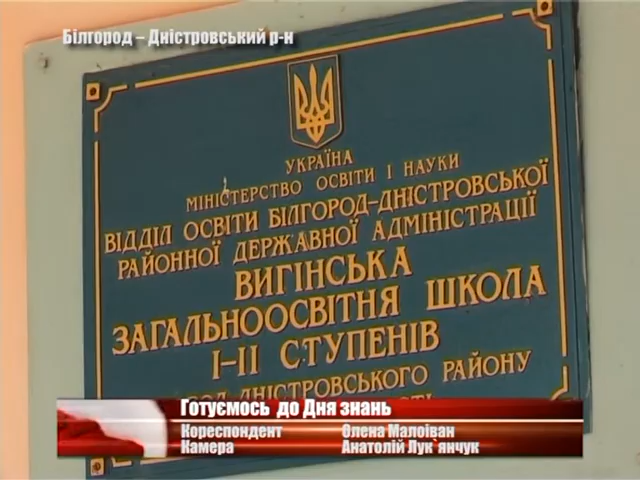 Білгород – Дністровський р-н
УКРАЇНА
МІНІСТЕРСТВО ОСВІТИ І НАУКИ
ВІДДІЛ ОСВІТИ БІЛГОРОД-ДНІСТРОВСЬКОЇ
РАЙОННОЇ ДЕРЖАВНОЇ АДМІНІСТРАЦІЇ
ВИГІНСЬКА
ЗАГАЛЬНООСВІТНЯ ШКОЛА
І-ІІ СТУПЕНІВ
ДНІСТРОВСЬКОГО РАЙОНУ
Готуємось до Дня знань
Кореспондент Олена Малоіван
Камера Анатолій Лук`янчук